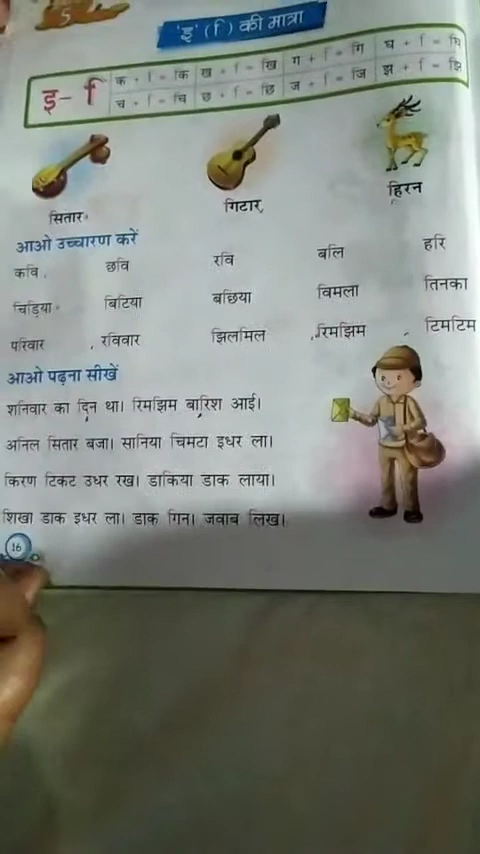 5
'इ' (ि) की मात्रा
इ- ि
क + ि = कि ख + ि = खि ग + ि = गि घ + ि = घि
च + ि = चि छ + ि = छि ज + ि = जि झ + ि = झि
सितार गिटार हिरन
आओ उच्चारण करें
कवि छवि रवि बलि हरि
चिड़िया बिटिया बछिया विमला तिनका
परिवार रविवार झिलमिल रिमझिम टिमटिम
आओ पढ़ना सीखें
शनिवार का दिन था। रिमझिम बारिश आई।
अनिल सितार बजा। सानिया चिमटा इधर ला।
किरण टिकट उधर रख। डाकिया डाक लाया।
शिखा डाक इधर ला। डाक गिन। जवाब लिख।
16